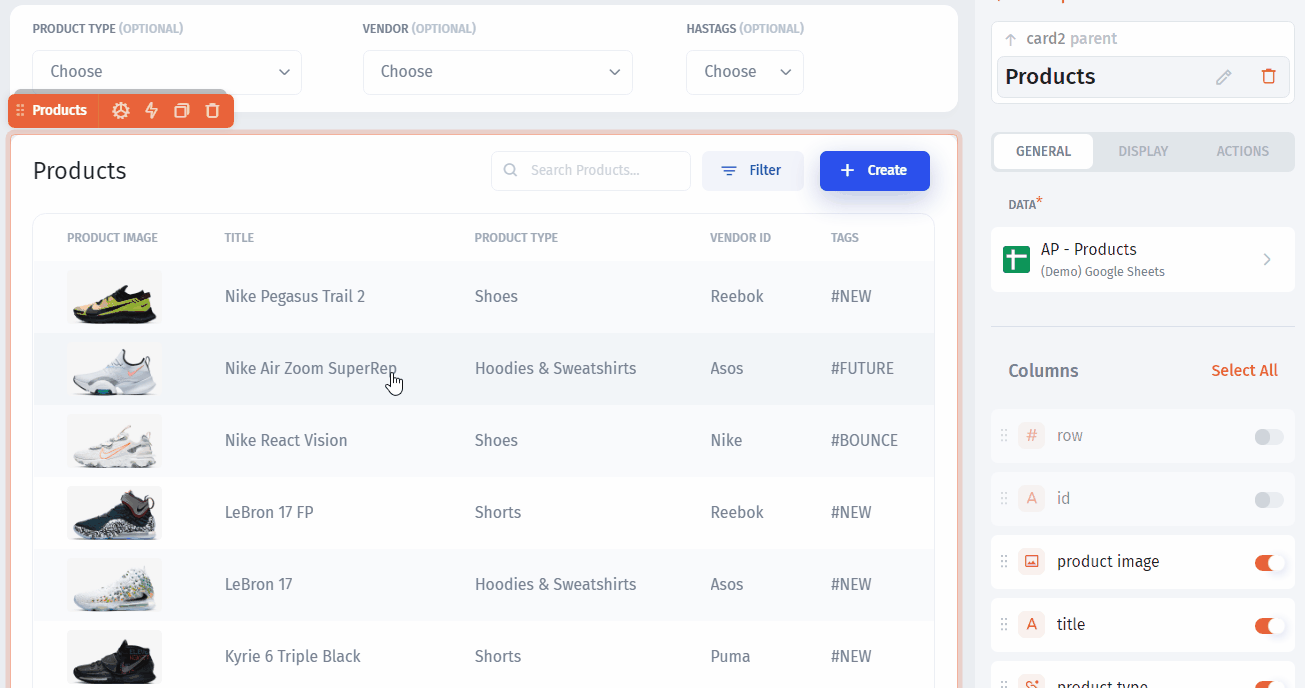 PRODUCT TYPE (OPTIONAL) VENDOR (OPTIONAL) HASTAGS (OPTIONAL)
Choose Choose Choose
Products
Products
Search Products...
Filter
Create
PRODUCT IMAGE TITLE PRODUCT TYPE VENDOR ID TAGS
Nike Pegasus Trail 2 Shoes Reebok #NEW
Nike Air Zoom SuperRep Hoodies & Sweatshirts Asos #FUTURE
Nike React Vision Shoes Nike #BOUNCE
LeBron 17 FP Shorts Reebok #NEW
LeBron 17 Hoodies & Sweatshirts Asos #NEW
Kyrie 6 Triple Black Shorts Puma #NEW
card2 parent
Products
GENERAL DISPLAY ACTIONS
DATA*
AP - Products
(Demo) Google Sheets
Columns Select All
# row
A id
product image
A title
product type